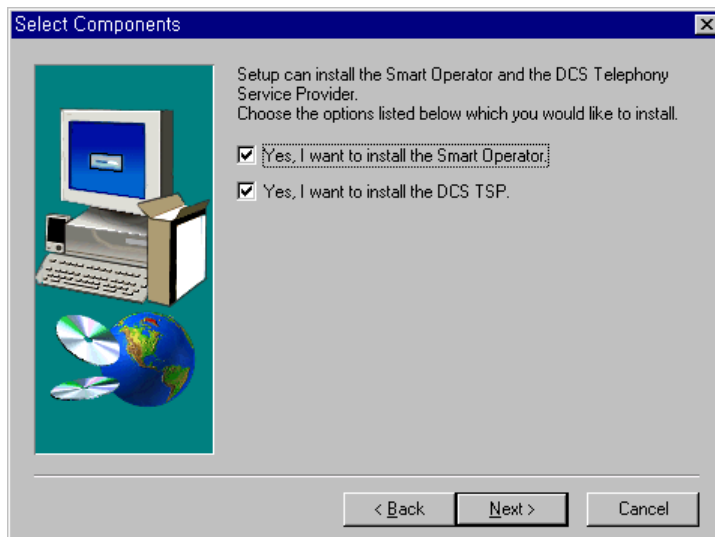 Select Components
Setup can install the Smart Operator and the DCS Telephony
Service Provider.
Choose the options listed below which you would like to install.
Yes, I want to install the Smart Operator.
Yes, I want to install the DCS TSP.
< Back
Next >
Cancel